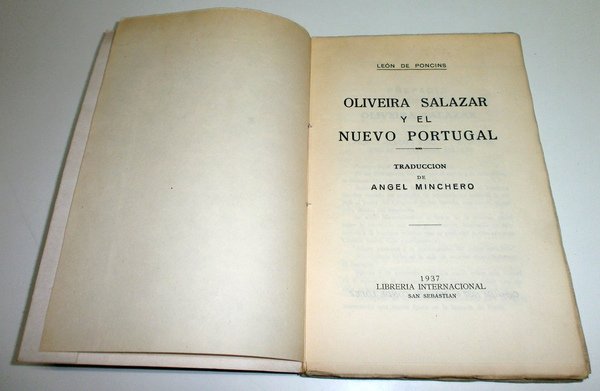 LEÓN DE PONCINS
OLIVEIRA SALAZAR
Y EL
NUEVO PORTUGAL
TRADUCCION
DE
ANGEL MINCHERO
1937
LIBRERIA INTERNACIONAL
SAN SEBASTIAN